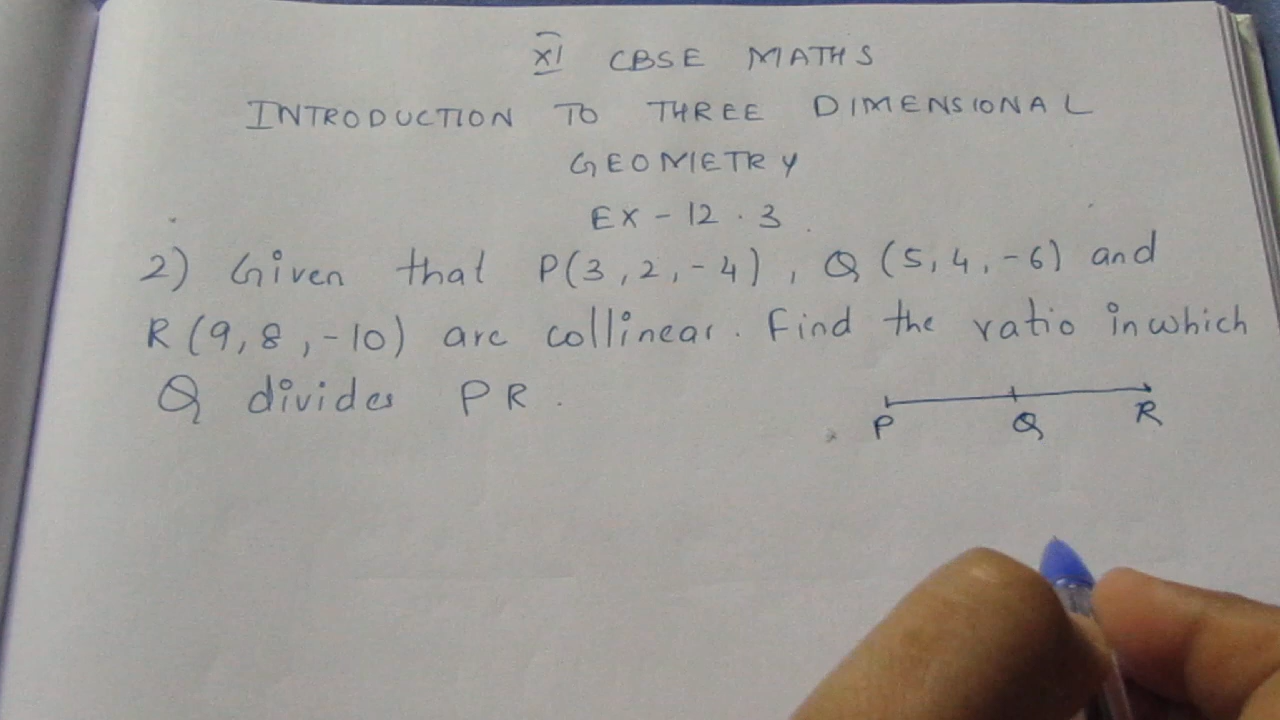 XI CBSE MATHS
INTRODUCTION TO THREE DIMENSIONAL
GEOMETRY
EX - 12.3.
2) Given that P(3, 2, -4), Q (5, 4, -6) and
R (9, 8, -10) are collinear. Find the ratio in which
Q divides PR.
P Q R